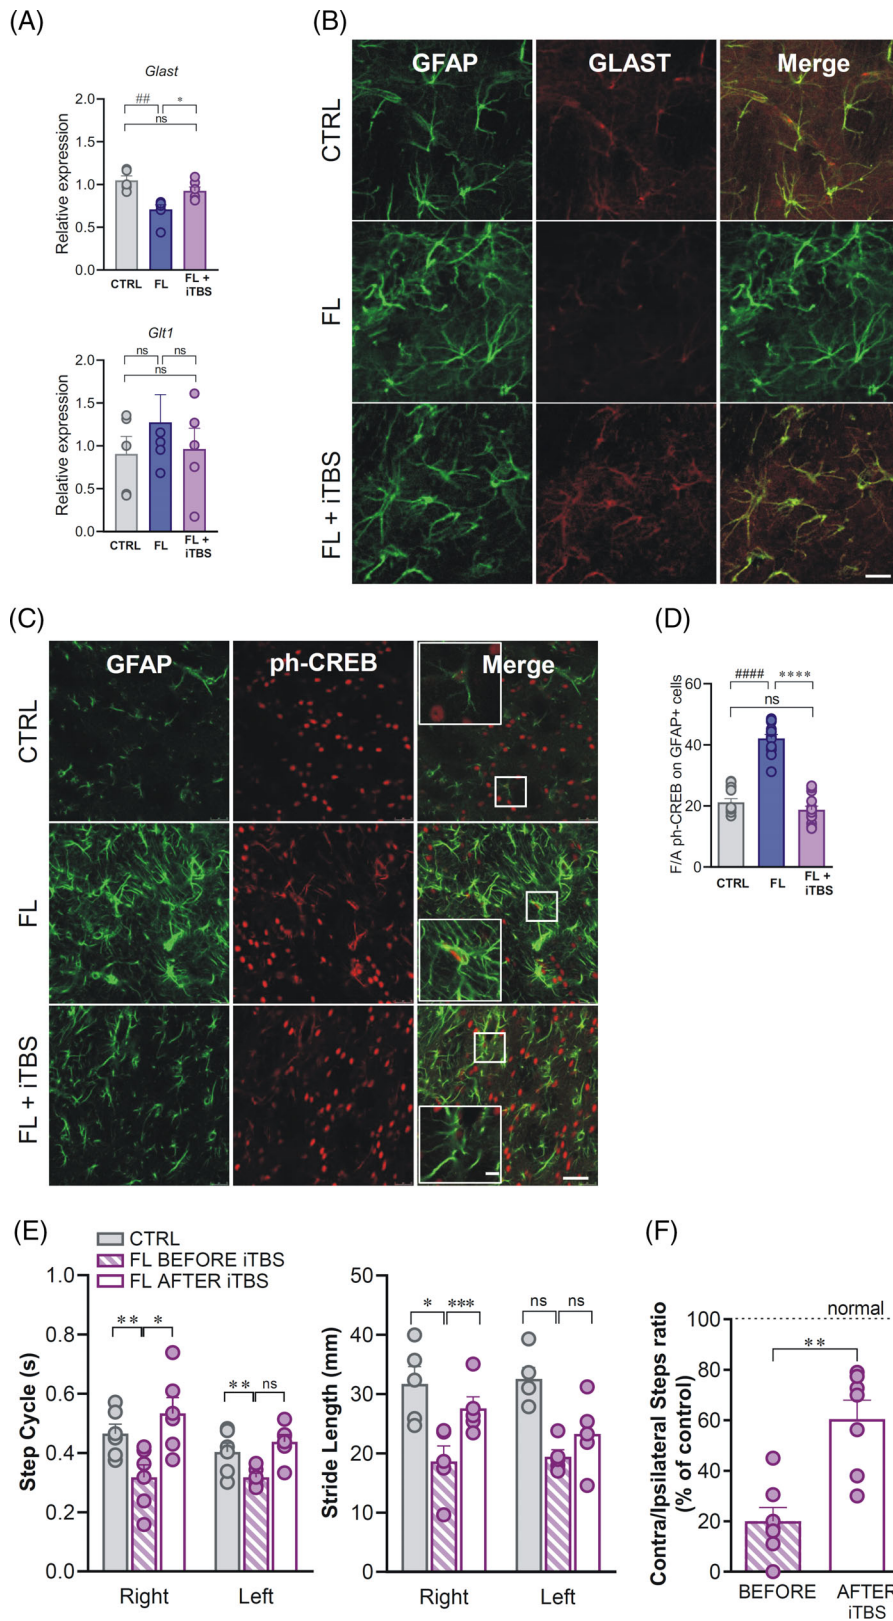 (A)
Glast
Relative expression
2.0
1.5
1.0
0.5
0.0
##
*
ns
CTRL
FL
FL +
iTBS
Glt1
Relative expression
2.0
1.5
1.0
0.5
0.0
ns
ns
ns
CTRL
FL
FL +
iTBS
(B)
GFAP
GLAST
Merge
CTRL
FL
FL + iTBS
(C)
GFAP
ph-CREB
Merge
CTRL
FL
FL + iTBS
(D)
F/A ph-CREB on GFAP+ cells
60
40
20
0
####
****
ns
CTRL
FL
FL +
iTBS
(E)
CTRL
FL BEFORE iTBS
FL AFTER iTBS
Step Cycle (s)
1.0
0.8
0.6
0.4
0.2
0.0
**
*
**
ns
Right
Left
Stride Length (mm)
50
40
30
20
10
0
*
***
ns
ns
Right
Left
(F)
Contra/Ipsilateral Steps ratio
(% of control)
100
80
60
40
20
0
normal
**
BEFORE
AFTER
iTBS